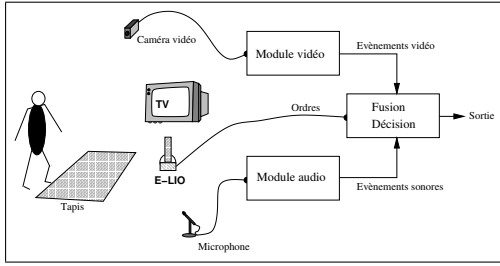 Caméra vidéo
Module vidéo
Evènements vidéo
TV
Ordres
Fusion
Décision
Sortie
E-LIO
Module audio
Evènements sonores
Tapis
Microphone